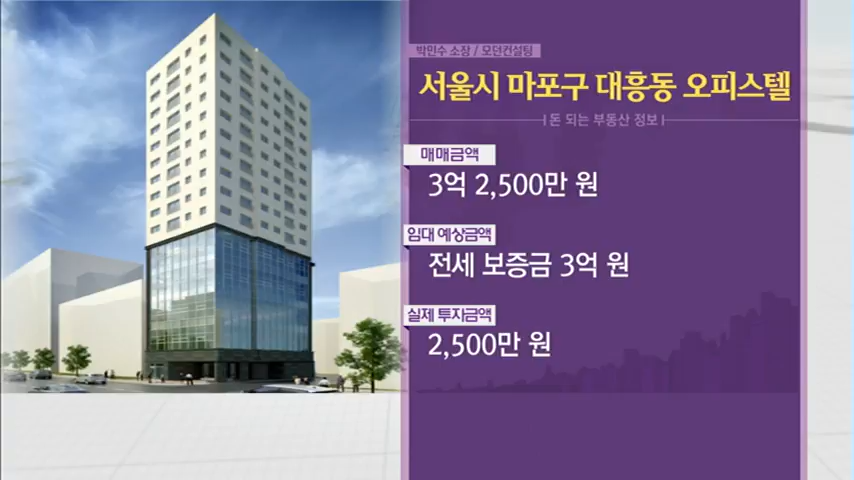 박민수 소장 / 모던컨설팅
서울시 마포구 대흥동 오피스텔
돈 되는 부동산 정보
매매금액
3억 2,500만 원
임대 예상금액
전세 보증금 3억 원
실제 투자금액
2,500만 원